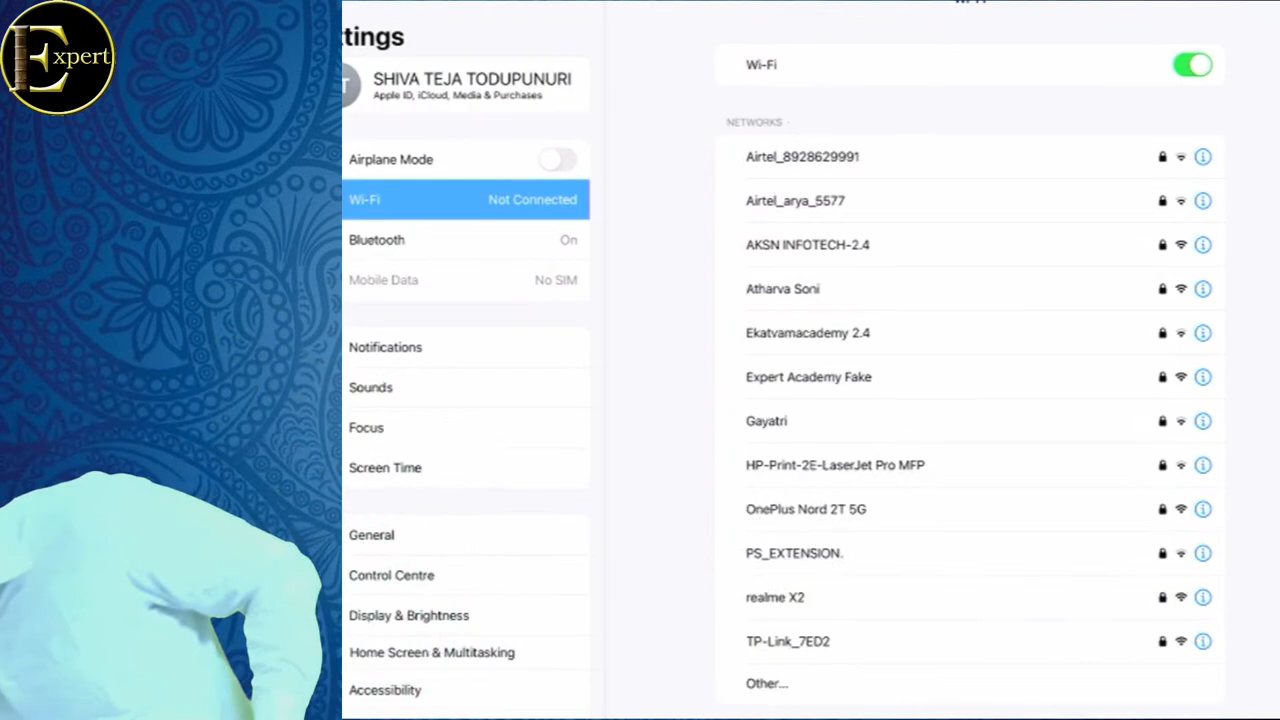 Expert
ttings
SHIVA TEJA TODUPUNURI
Apple ID, iCloud, Media & Purchases
Airplane Mode
Wi-Fi Not Connected
Bluetooth On
Mobile Data No SIM
Notifications
Sounds
Focus
Screen Time
General
Control Centre
Display & Brightness
Home Screen & Multitasking
Accessibility
Wi-Fi
NETWORKS
Airtel_8928629991
Airtel_arya_5577
AKSN INFOTECH-2.4
Atharva Soni
Ekatvamacademy 2.4
Expert Academy Fake
Gayatri
HP-Print-2E-LaserJet Pro MFP
OnePlus Nord 2T 5G
PS_EXTENSION.
realme X2
TP-Link_7ED2
Other...